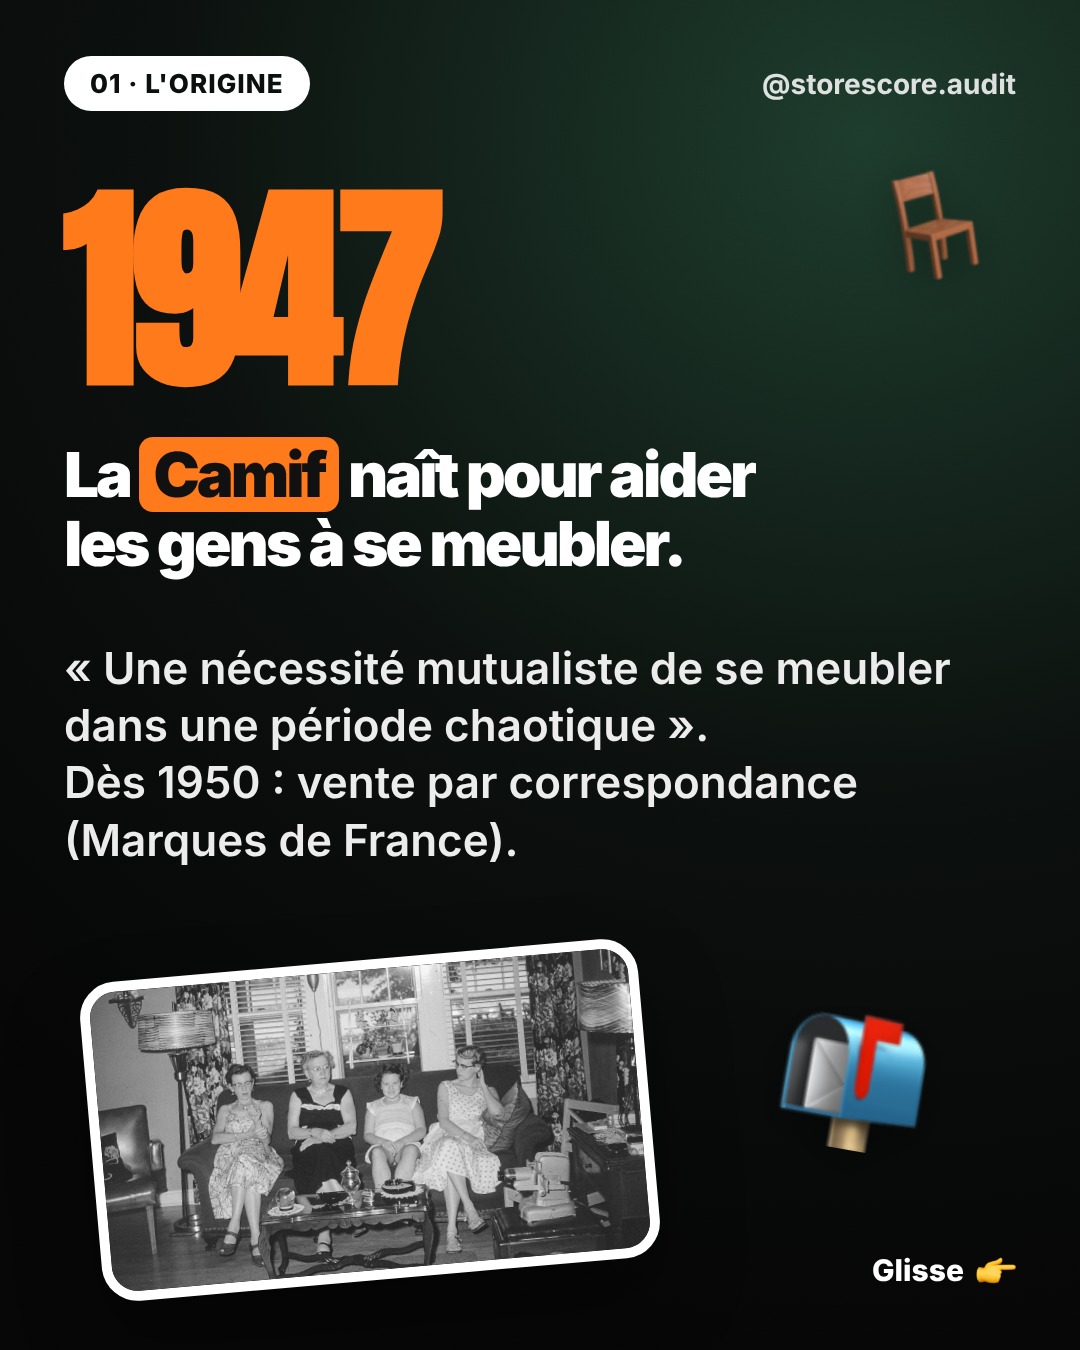 01 · L'ORIGINE
@storescore.audit
1947
La Camif naît pour aider
les gens à se meubler.
« Une nécessité mutualiste de se meubler
dans une période chaotique ».
Dès 1950 : vente par correspondance
(Marques de France).
Glisse 👉